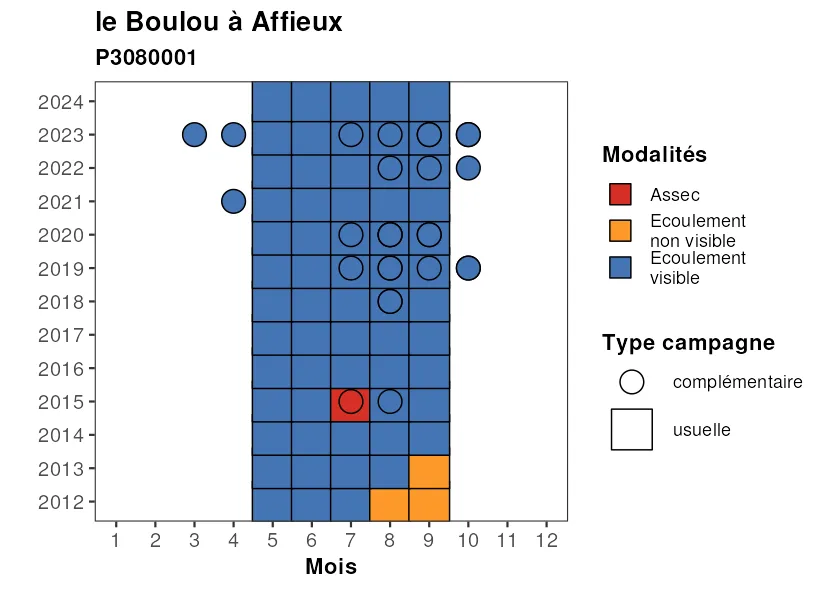 le Boulou à Affieux
P3080001
2024
2023
2022
2021
2020
2019
2018
2017
2016
2015
2014
2013
2012
1 2 3 4 5 6 7 8 9 10 11 12
Mois
Modalités
Assec
Ecoulement
non visible
Ecoulement
visible
Type campagne
complémentaire
usuelle